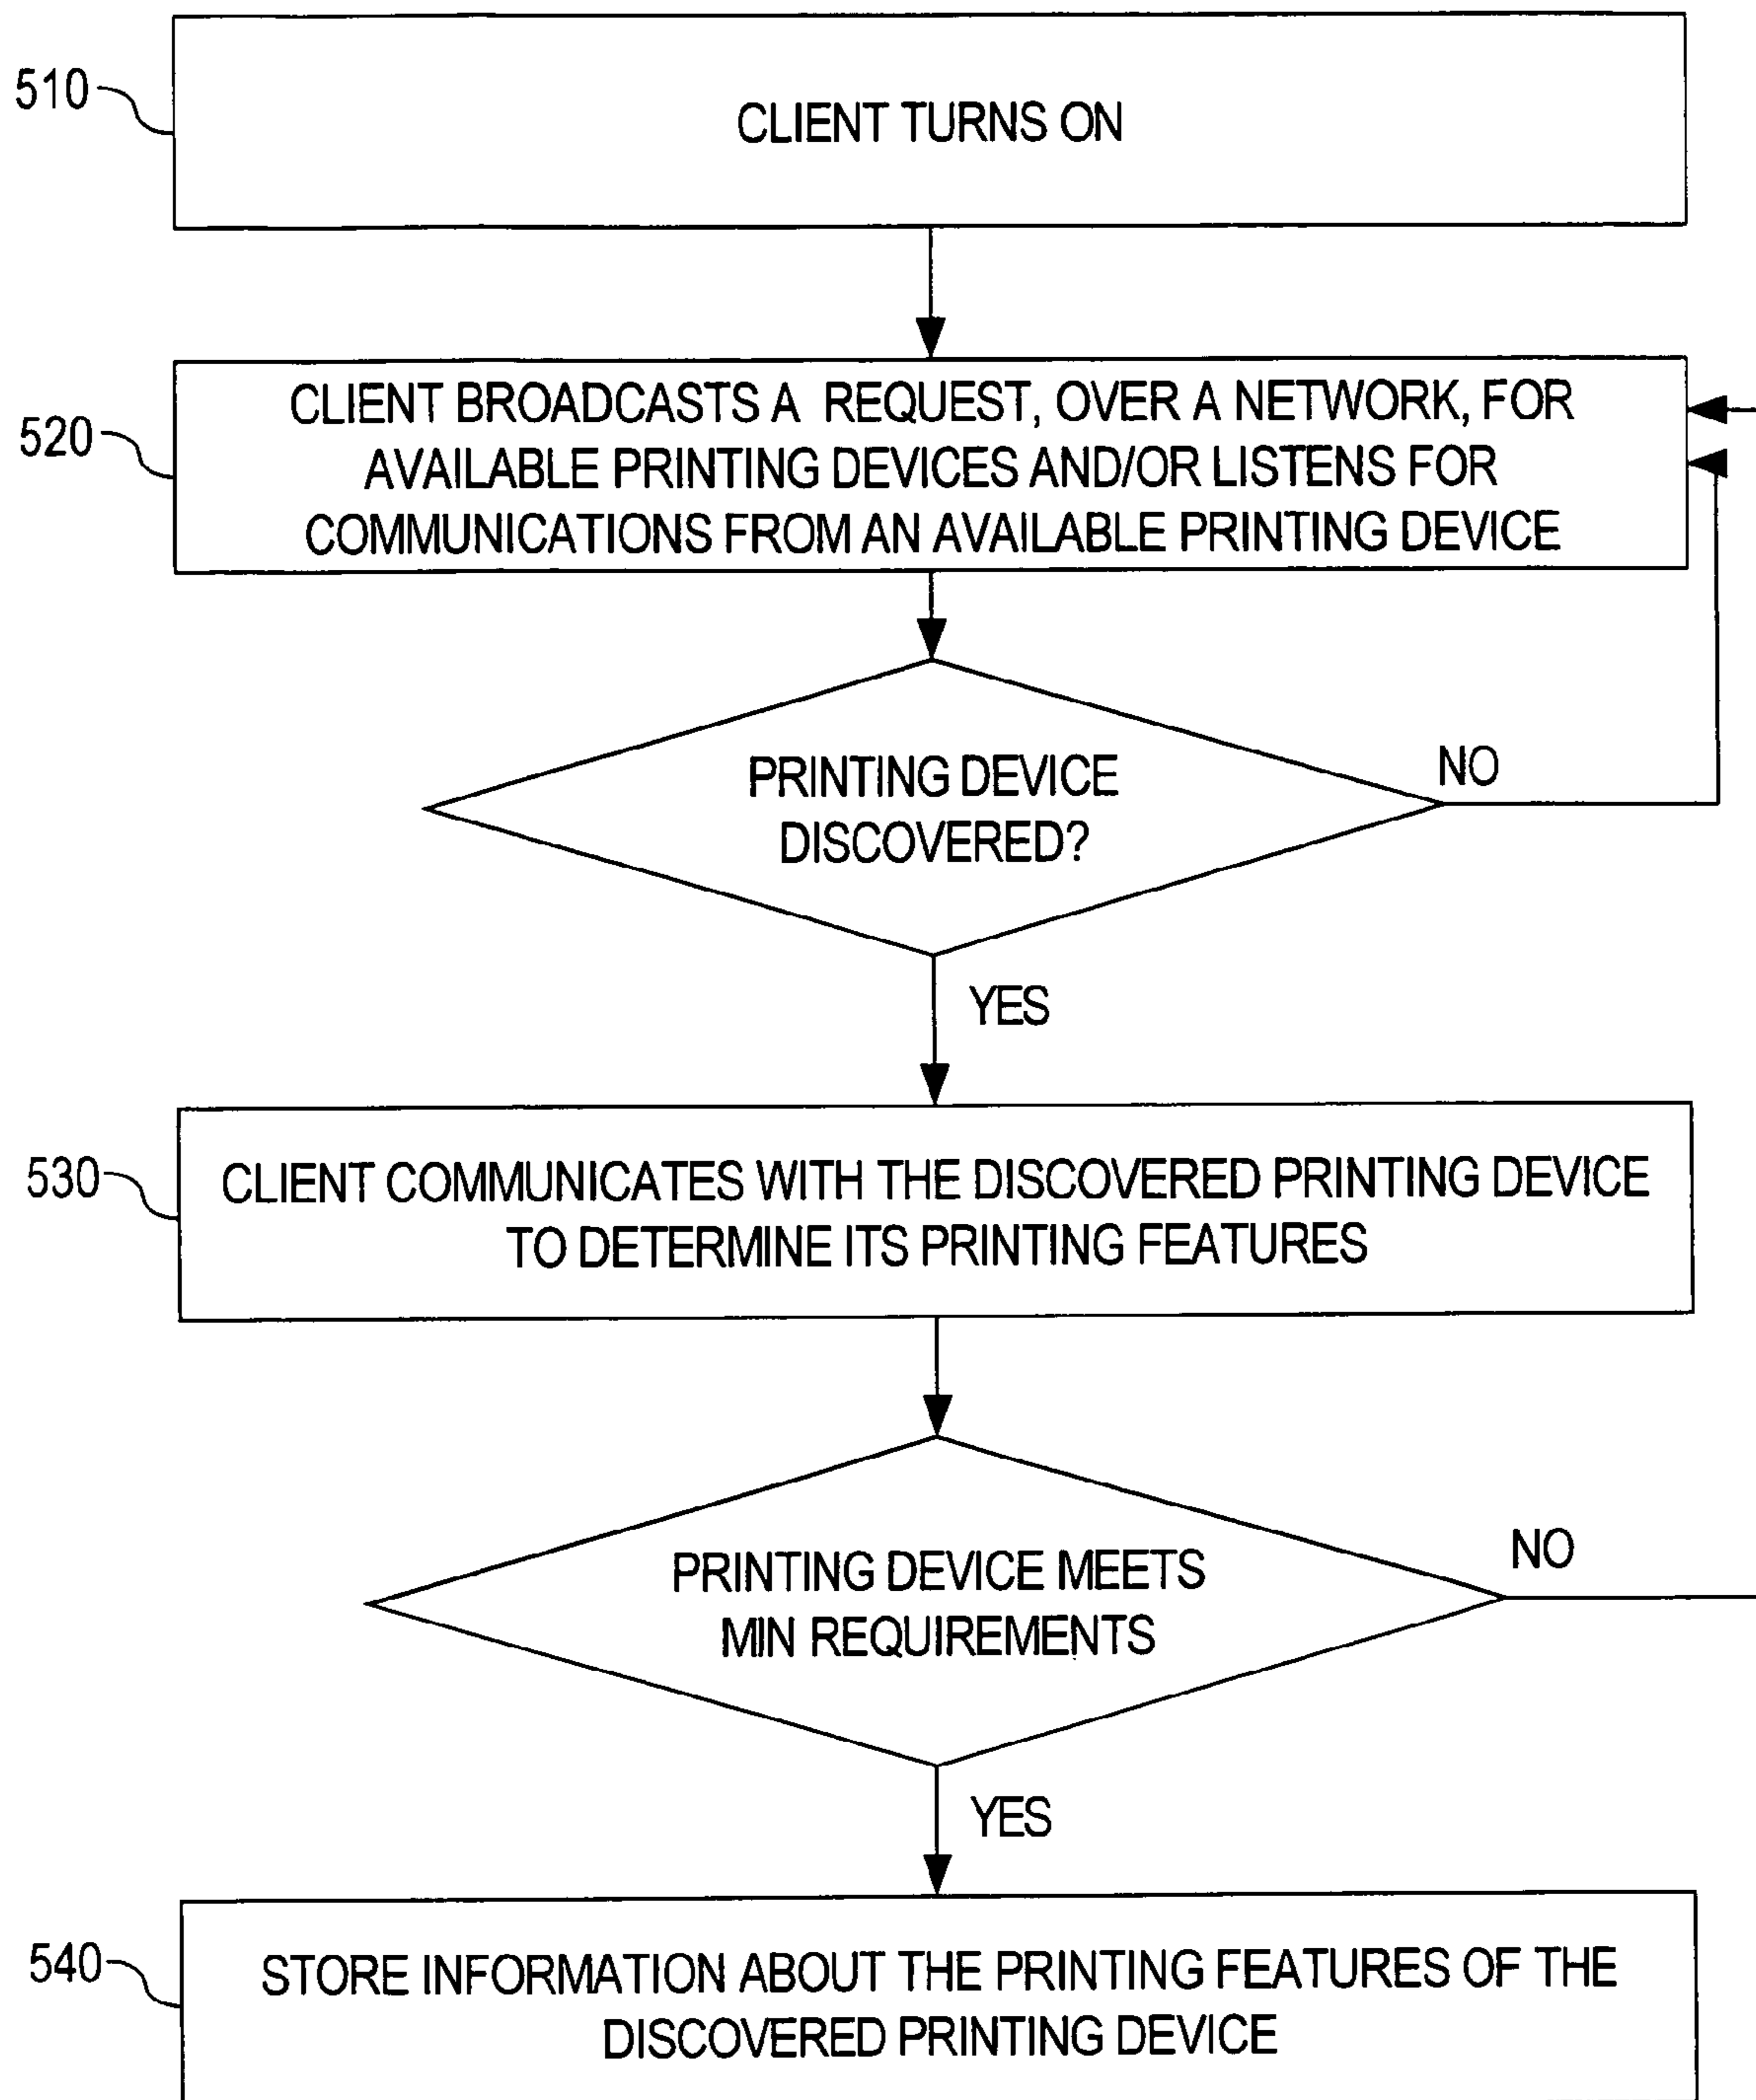 510
CLIENT TURNS ON
520
CLIENT BROADCASTS A REQUEST, OVER A NETWORK, FOR
AVAILABLE PRINTING DEVICES AND/OR LISTENS FOR
COMMUNICATIONS FROM AN AVAILABLE PRINTING DEVICE
PRINTING DEVICE
DISCOVERED?
NO
YES
530
CLIENT COMMUNICATES WITH THE DISCOVERED PRINTING DEVICE
TO DETERMINE ITS PRINTING FEATURES
PRINTING DEVICE MEETS
MIN REQUIREMENTS
NO
YES
540
STORE INFORMATION ABOUT THE PRINTING FEATURES OF THE
DISCOVERED PRINTING DEVICE